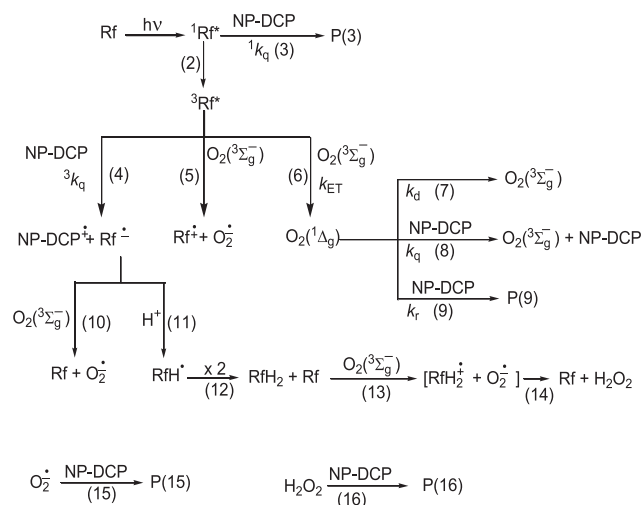 Rf hν ¹Rf* NP-DCP ¹kq (3) P(3)
(2)
³Rf*
NP-DCP ³kq (4) O₂(³Σg⁻) (5) O₂(³Σg⁻) (6) kET
kd (7) O₂(³Σg⁻)
NP-DCP•⁺ + Rf•⁻ Rf•⁺ + O₂•⁻ O₂(¹Δg) NP-DCP kq (8) O₂(³Σg⁻) + NP-DCP
NP-DCP kr (9) P(9)
O₂(³Σg⁻) (10) H⁺ (11)
Rf + O₂•⁻ RfH• x 2 (12) RfH₂ + Rf O₂(³Σg⁻) (13) [RfH₂•⁺ + O₂•⁻ ] (14) Rf + H₂O₂
O₂•⁻ NP-DCP (15) P(15) H₂O₂ NP-DCP (16) P(16)